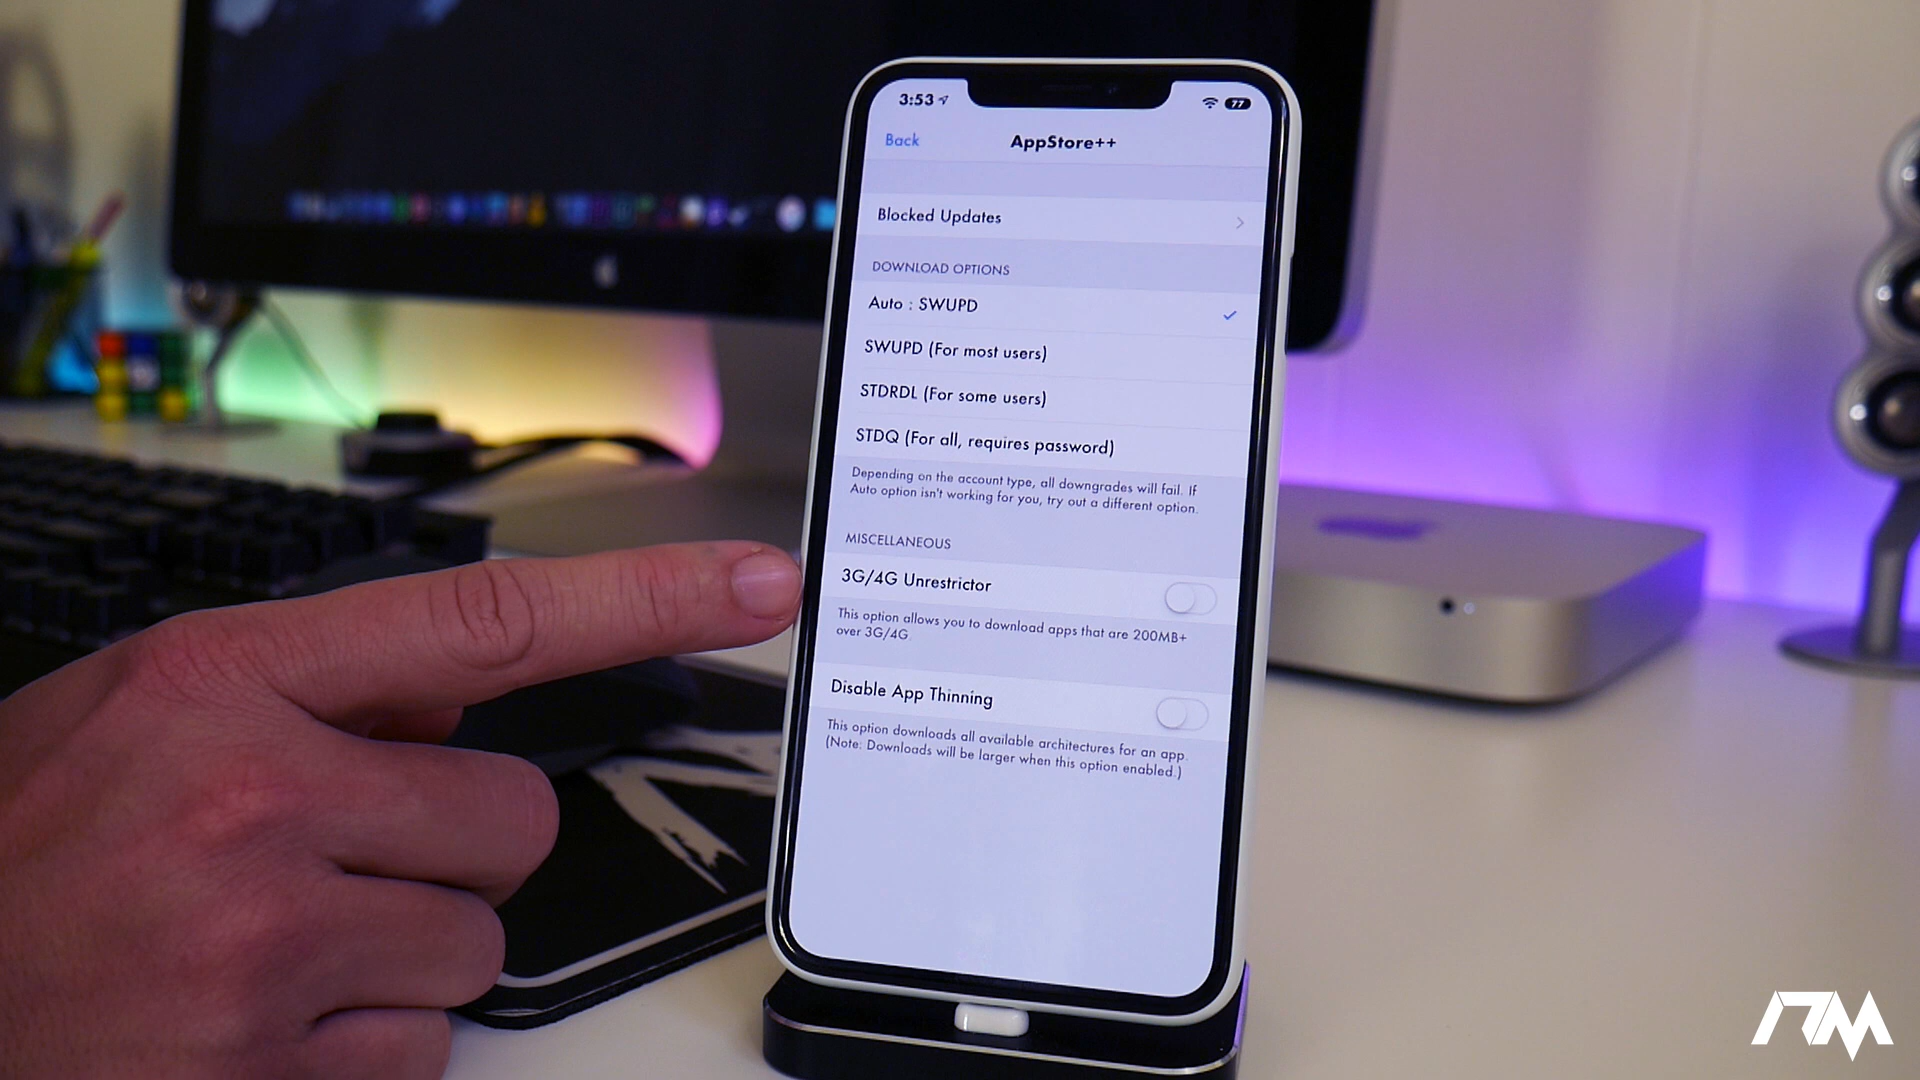 3:53
77
Back
AppStore++
Blocked Updates
DOWNLOAD OPTIONS
Auto : SWUPD
SWUPD (For most users)
STDRDL (For some users)
STDQ (For all, requires password)
Depending on the account type, all downgrades will fail. If
Auto option isn't working for you, try out a different option.
MISCELLANEOUS
3G/4G Unrestrictor
This option allows you to download apps that are 200MB+
over 3G/4G.
Disable App Thinning
This option downloads all available architectures for an app.
(Note: Downloads will be larger when this option enabled.)